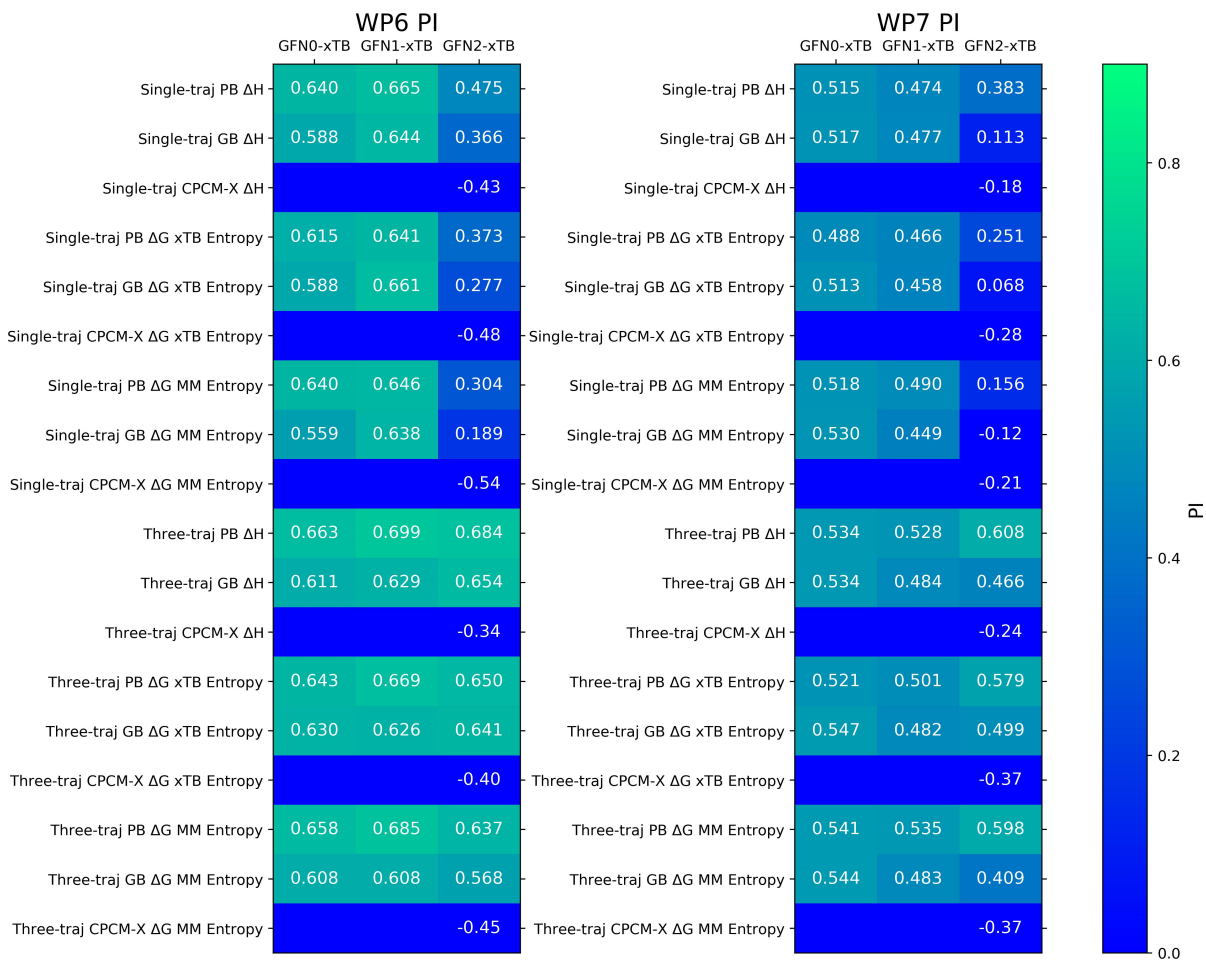 WP6 PI
WP7 PI
GFN0-xTB GFN1-xTB GFN2-xTB
GFN0-xTB GFN1-xTB GFN2-xTB
Single-traj PB ΔH 0.640 0.665 0.475
Single-traj GB ΔH 0.588 0.644 0.366
Single-traj CPCM-X ΔH -0.43
Single-traj PB ΔG xTB Entropy 0.615 0.641 0.373
Single-traj GB ΔG xTB Entropy 0.588 0.661 0.277
Single-traj CPCM-X ΔG xTB Entropy -0.48
Single-traj PB ΔG MM Entropy 0.640 0.646 0.304
Single-traj GB ΔG MM Entropy 0.559 0.638 0.189
Single-traj CPCM-X ΔG MM Entropy -0.54
Three-traj PB ΔH 0.663 0.699 0.684
Three-traj GB ΔH 0.611 0.629 0.654
Three-traj CPCM-X ΔH -0.34
Three-traj PB ΔG xTB Entropy 0.643 0.669 0.650
Three-traj GB ΔG xTB Entropy 0.630 0.626 0.641
Three-traj CPCM-X ΔG xTB Entropy -0.40
Three-traj PB ΔG MM Entropy 0.658 0.685 0.637
Three-traj GB ΔG MM Entropy 0.608 0.608 0.568
Three-traj CPCM-X ΔG MM Entropy -0.45
Single-traj PB ΔH 0.515 0.474 0.383
Single-traj GB ΔH 0.517 0.477 0.113
Single-traj CPCM-X ΔH -0.18
Single-traj PB ΔG xTB Entropy 0.488 0.466 0.251
Single-traj GB ΔG xTB Entropy 0.513 0.458 0.068
Single-traj CPCM-X ΔG xTB Entropy -0.28
Single-traj PB ΔG MM Entropy 0.518 0.490 0.156
Single-traj GB ΔG MM Entropy 0.530 0.449 -0.12
Single-traj CPCM-X ΔG MM Entropy -0.21
Three-traj PB ΔH 0.534 0.528 0.608
Three-traj GB ΔH 0.534 0.484 0.466
Three-traj CPCM-X ΔH -0.24
Three-traj PB ΔG xTB Entropy 0.521 0.501 0.579
Three-traj GB ΔG xTB Entropy 0.547 0.482 0.499
Three-traj CPCM-X ΔG xTB Entropy -0.37
Three-traj PB ΔG MM Entropy 0.541 0.535 0.598
Three-traj GB ΔG MM Entropy 0.544 0.483 0.409
Three-traj CPCM-X ΔG MM Entropy -0.37
0.8
0.6
0.4
0.2
0.0
PI